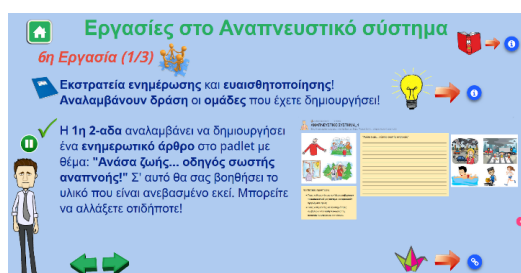 Εργασίες στο Αναπνευστικό σύστημα
6η Εργασία (1/3)
Εκστρατεία ενημέρωσης και ευαισθητοποίησης!
Αναλαμβάνουν δράση οι ομάδες που έχετε δημιουργήσει!
Η 1η 2-αδα αναλαμβάνει να δημιουργήσει
ένα ενημερωτικό άρθρο στο padlet με
θέμα: "Ανάσα ζωής... οδηγός σωστής
αναπνοής!" Σ' αυτό θα σας βοηθήσει το
υλικό που είναι ανεβασμένο εκεί. Μπορείτε
να αλλάξετε οτιδήποτε!